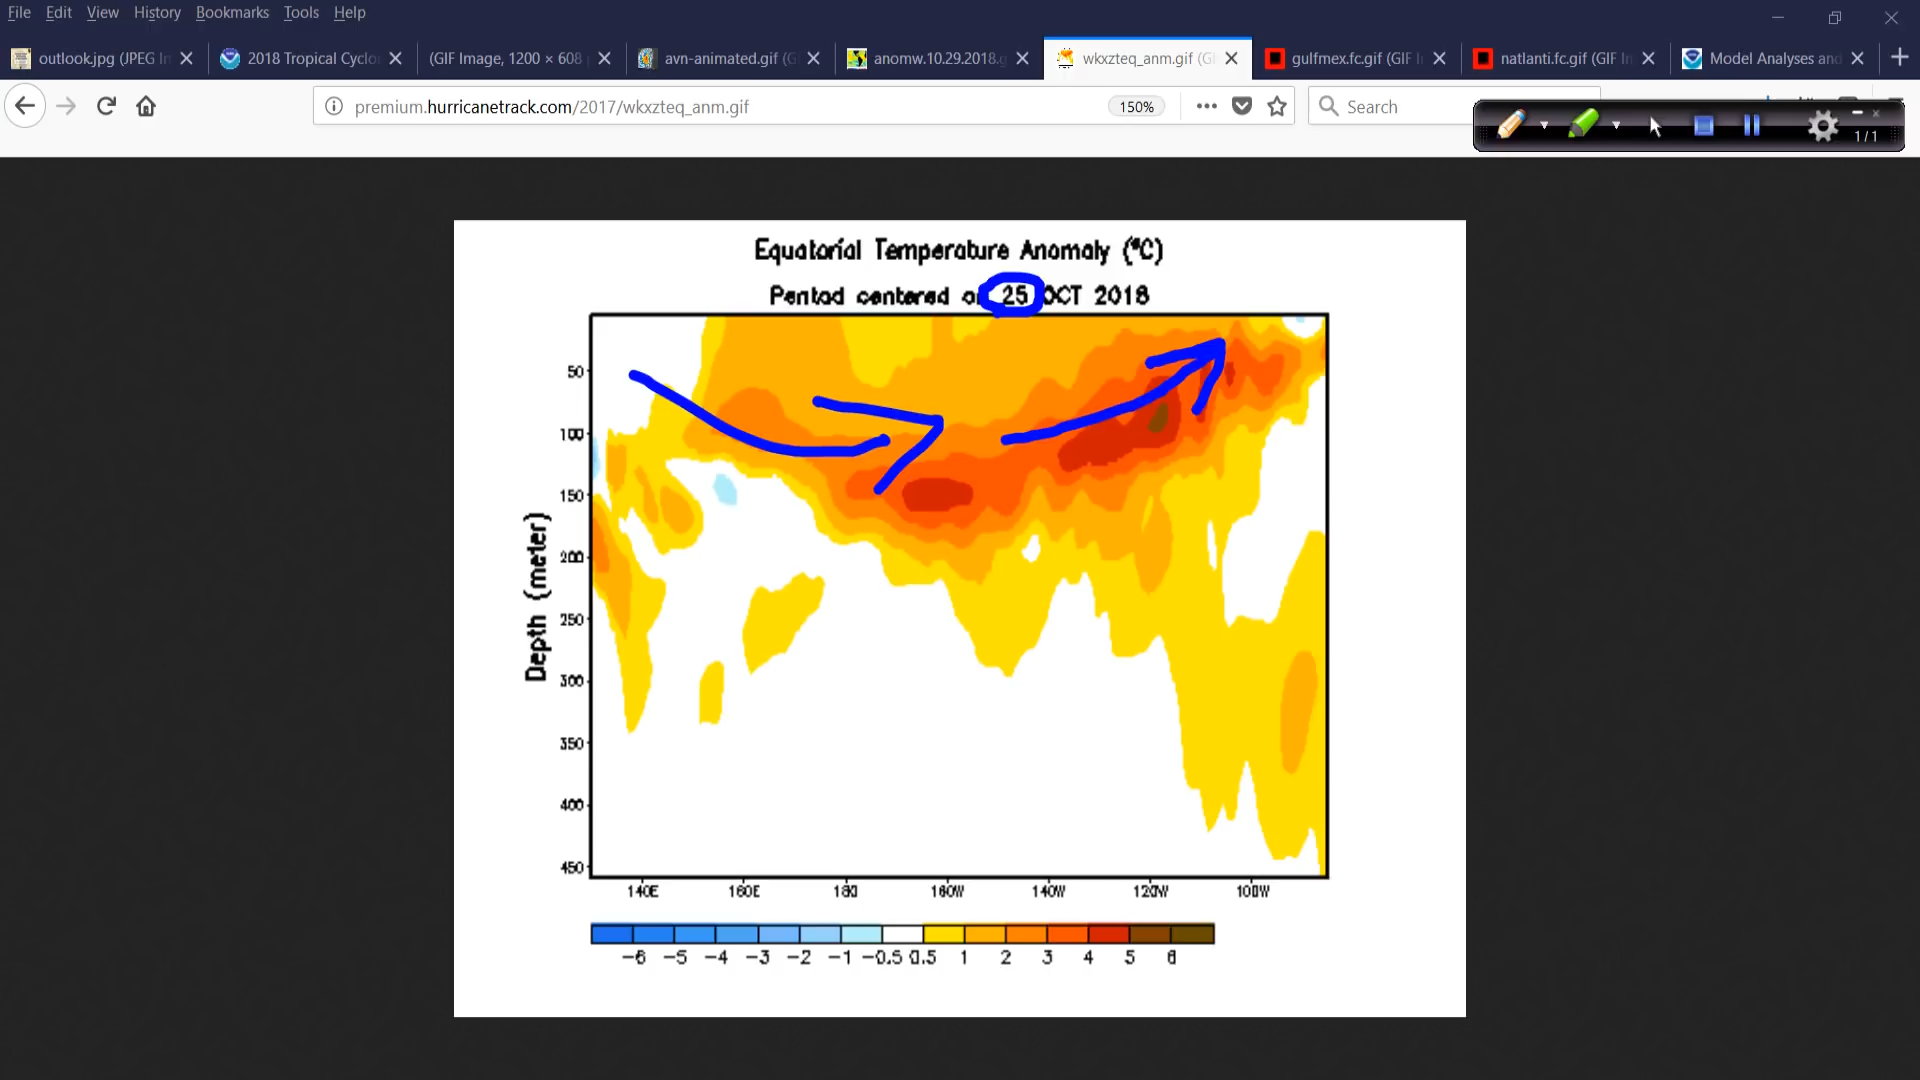 File Edit View History Bookmarks Tools Help
outlook.jpg (JPEG Im
2018 Tropical Cyclo
(GIF Image, 1200 × 608
avn-animated.gif (G
anomw.10.29.2018.g
wkxzteq_anm.gif (GI
gulfmex.fc.gif (GIF I
natlanti.fc.gif (GIF In
Model Analyses and
premium.hurricanetrack.com/2017/wkxzteq_anm.gif
150%
Search
1/1
Equatorial Temperature Anomaly (°C)
Pentad centered on 25 OCT 2018
Depth (meter)
50
100
150
200
250
300
350
400
450
140E 160E 180 160W 140W 120W 100W
-6 -5 -4 -3 -2 -1 -0.5 0.5 1 2 3 4 5 6